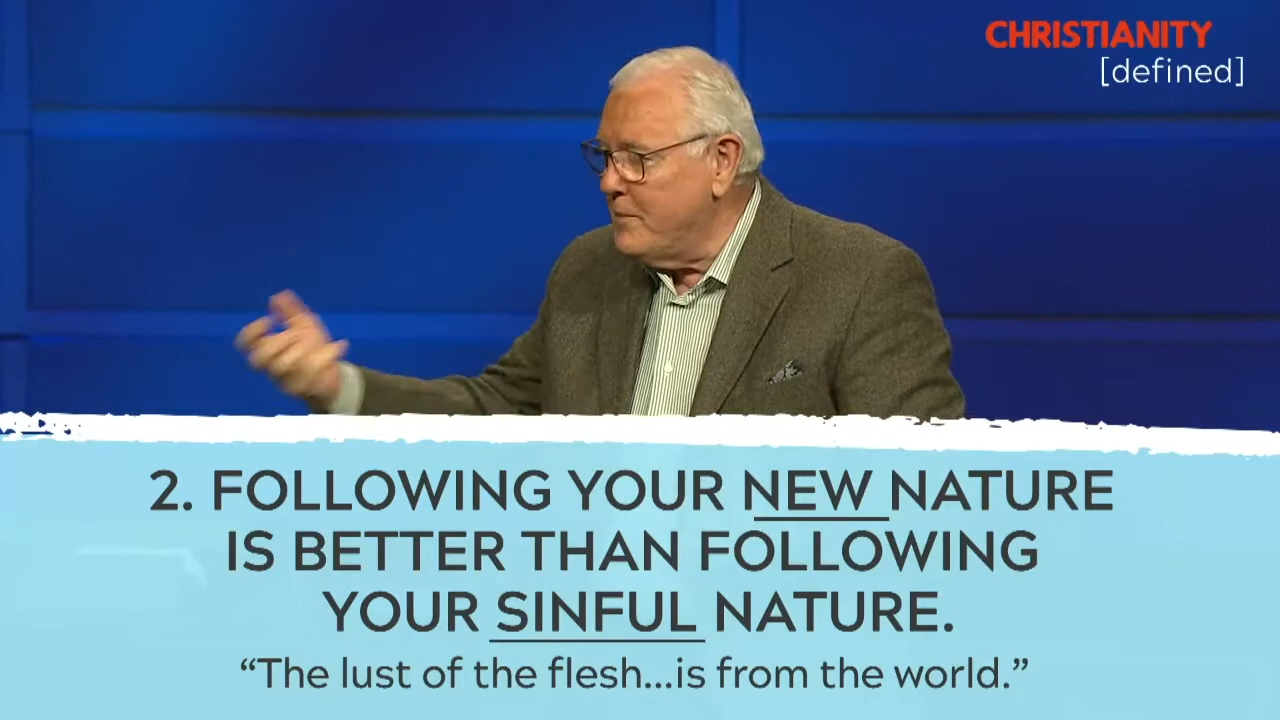 CHRISTIANITY
[defined]
2. FOLLOWING YOUR NEW NATURE
IS BETTER THAN FOLLOWING
YOUR SINFUL NATURE.
“The lust of the flesh...is from the world.”